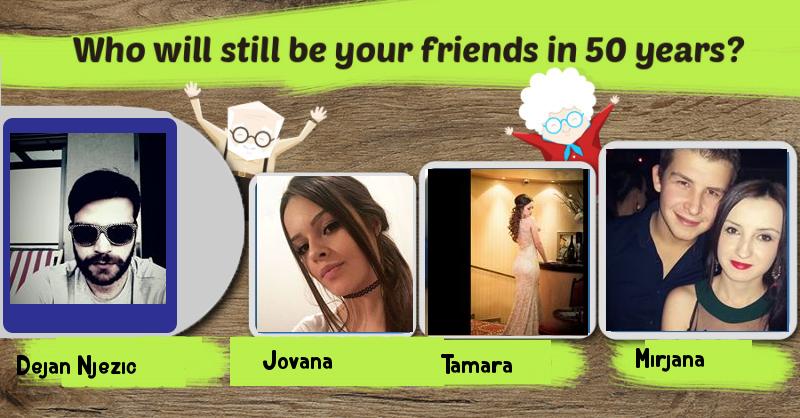 Who will still be your friends in 50 years?
Dejan Njezic
Jovana
Tamara
Mirjana